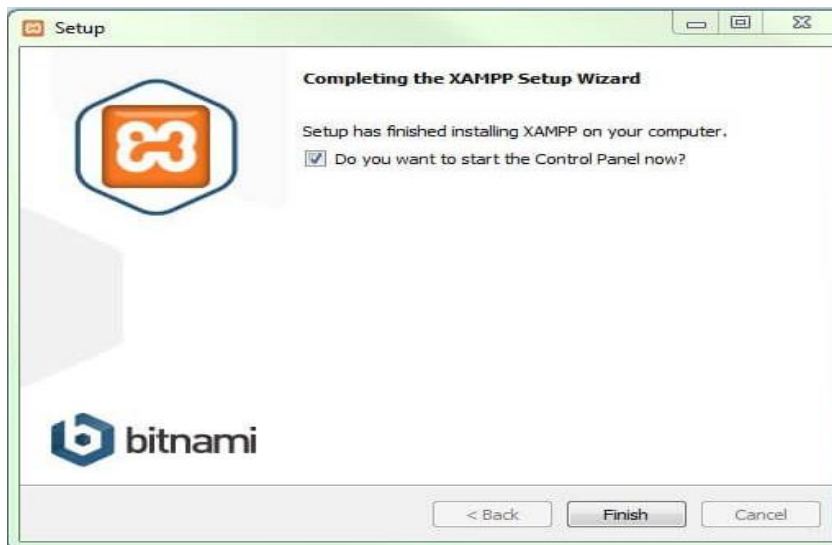 Setup
Completing the XAMPP Setup Wizard
Setup has finished installing XAMPP on your computer.
Do you want to start the Control Panel now?
bitnami
< Back
Finish
Cancel